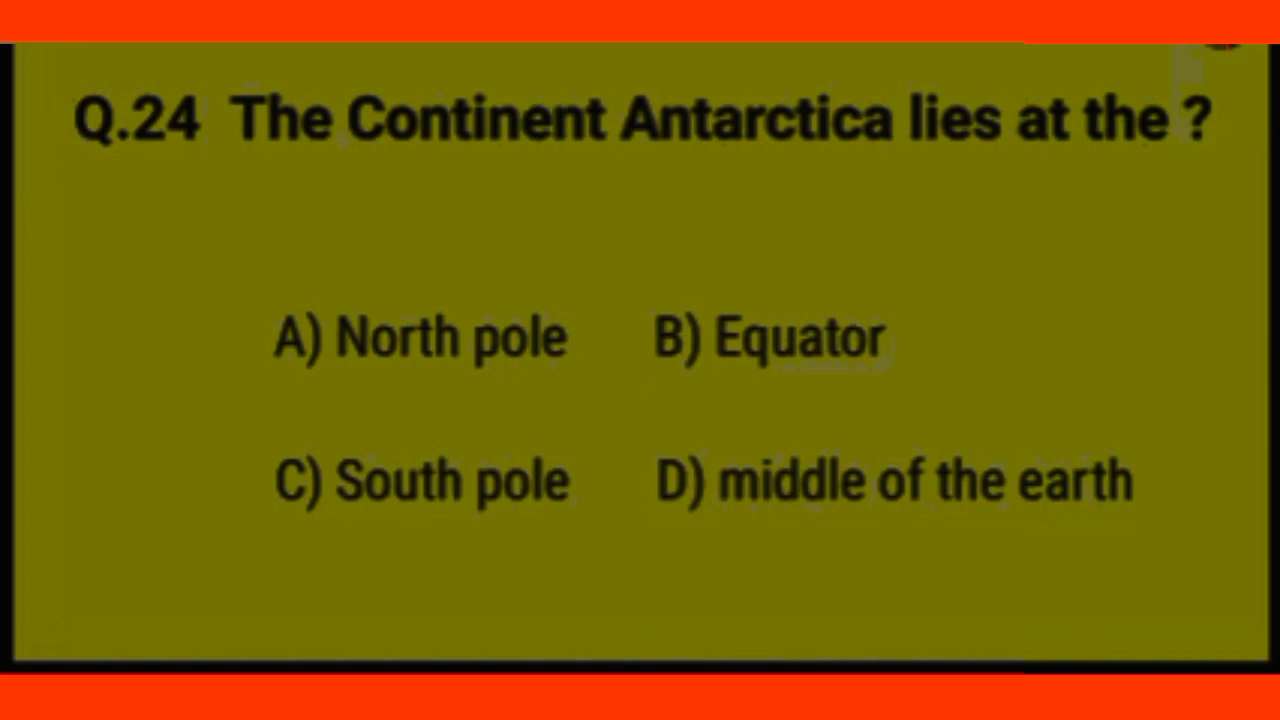 Q.24 The Continent Antarctica lies at the ?
A) North pole B) Equator
C) South pole D) middle of the earth